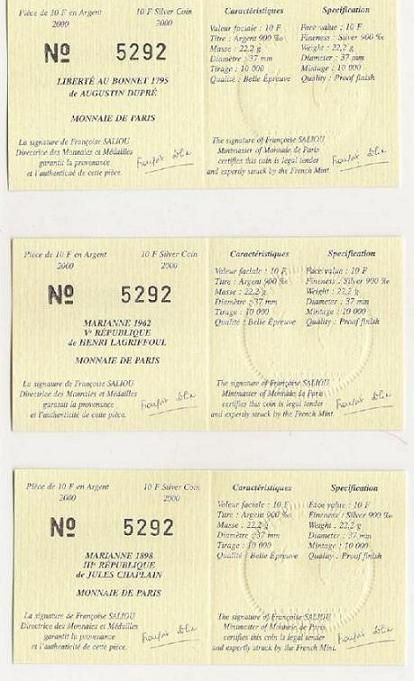 Pièce de 10 F en Argent 10 F Silver Coin
2000 2000
Nº 5292
LIBERTÉ AU BONNET 1795
de AUGUSTIN DUPRÉ
MONNAIE DE PARIS
La signature de Françoise SALIOU
Directrice des Monnaies et Médailles
garantit la provenance
et l'authenticité de cette pièce.
Caractéristiques Specification
Valeur faciale : 10 F Face value : 10 F
Titre : Argent 900 ‰ Fineness : Silver 900 ‰
Masse : 22,2 g Weight : 22,2 g
Diamètre : 37 mm Diameter : 37 mm
Tirage : 10 000 Mintage : 10 000
Qualité : Belle Épreuve Quality : Proof finish
The signature of Françoise SALIOU
Mintmaster of Monnaie de Paris
certifies this coin is legal tender
and expertly struck by the French Mint.
Pièce de 10 F en Argent 10 F Silver Coin
2000 2000
Nº 5292
MARIANNE 1962
Vᵉ RÉPUBLIQUE
de HENRI LAGRIFFOUL
MONNAIE DE PARIS
La signature de Françoise SALIOU
Directrice des Monnaies et Médailles
garantit la provenance
et l'authenticité de cette pièce.
Caractéristiques Specification
Valeur faciale : 10 F Face value : 10 F
Titre : Argent 900 ‰ Fineness : Silver 900 ‰
Masse : 22,2 g Weight : 22,2 g
Diamètre : 37 mm Diameter : 37 mm
Tirage : 10 000 Mintage : 10 000
Qualité : Belle Épreuve Quality : Proof finish
The signature of Françoise SALIOU
Mintmaster of Monnaie de Paris
certifies this coin is legal tender
and expertly struck by the French Mint.
Pièce de 10 F en Argent 10 F Silver Coin
2000 2000
Nº 5292
MARIANNE 1898
IIIᵉ RÉPUBLIQUE
de JULES CHAPLAIN
MONNAIE DE PARIS
La signature de Françoise SALIOU
Directrice des Monnaies et Médailles
garantit la provenance
et l'authenticité de cette pièce.
Caractéristiques Specification
Valeur faciale : 10 F Face value : 10 F
Titre : Argent 900 ‰ Fineness : Silver 900 ‰
Masse : 22,2 g Weight : 22,2 g
Diamètre : 37 mm Diameter : 37 mm
Tirage : 10 000 Mintage : 10 000
Qualité : Belle Épreuve Quality : Proof finish
The signature of Françoise SALIOU
Mintmaster of Monnaie de Paris
certifies this coin is legal tender
and expertly struck by the French Mint.